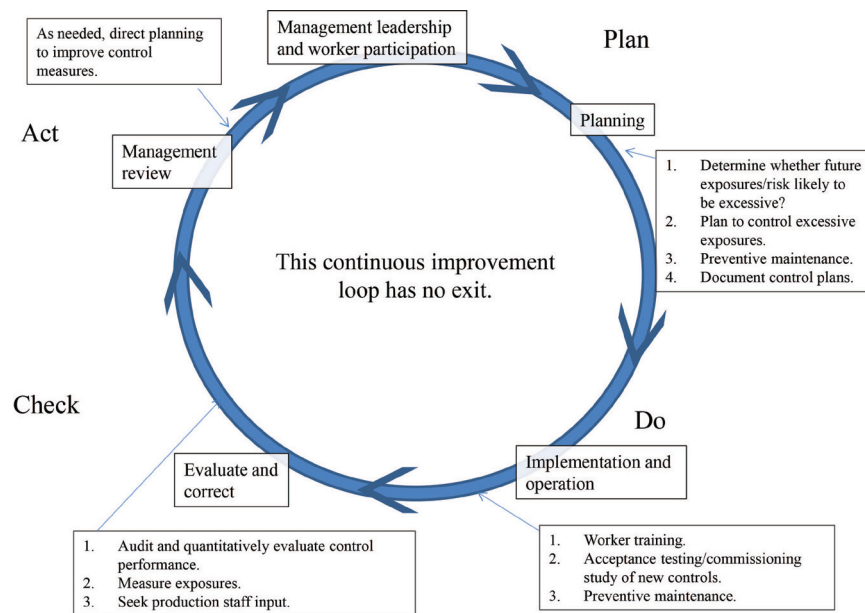 Management leadership
and worker participation
Plan
As needed, direct planning
to improve control
measures.
Act
Planning
Management
review
1. Determine whether future
exposures/risk likely to
be excessive?
2. Plan to control excessive
exposures.
3. Preventive maintenance.
4. Document control plans.
This continuous improvement
loop has no exit.
Check
Do
Evaluate and
correct
Implementation and
operation
1. Audit and quantitatively evaluate control
performance.
2. Measure exposures.
3. Seek production staff input.
1. Worker training.
2. Acceptance testing/commissioning
study of new controls.
3. Preventive maintenance.